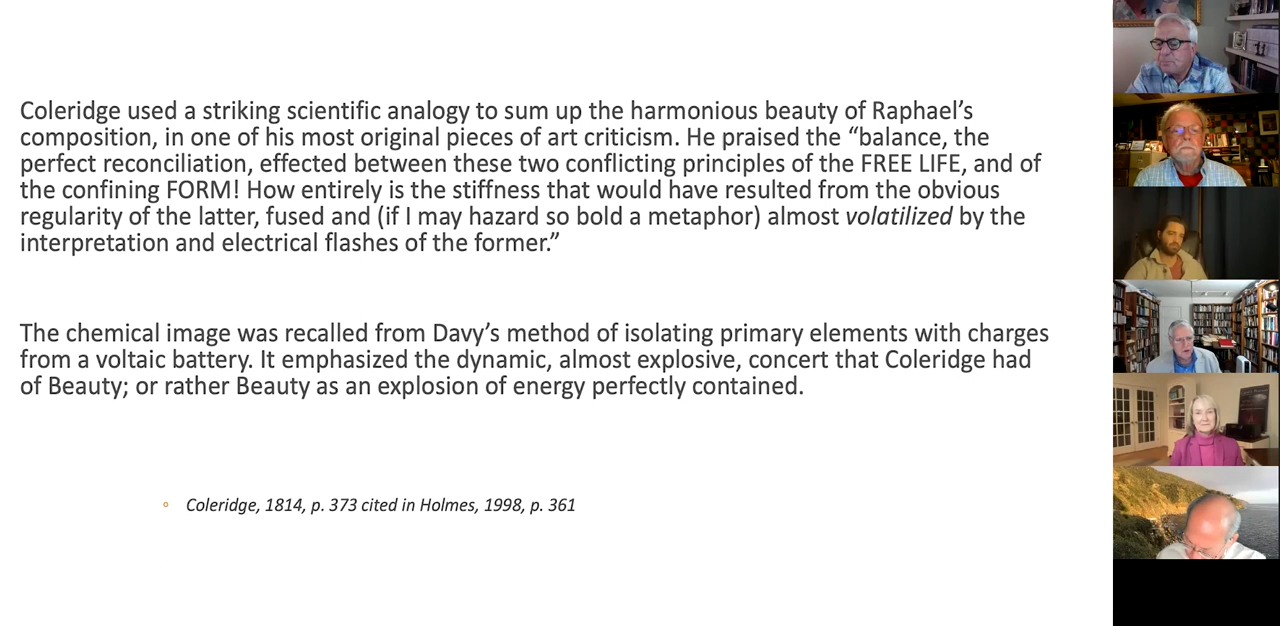 Coleridge used a striking scientific analogy to sum up the harmonious beauty of Raphael’s
composition, in one of his most original pieces of art criticism. He praised the “balance, the
perfect reconciliation, effected between these two conflicting principles of the FREE LIFE, and of
the confining FORM! How entirely is the stiffness that would have resulted from the obvious
regularity of the latter, fused and (if I may hazard so bold a metaphor) almost volatilized by the
interpretation and electrical flashes of the former.”
The chemical image was recalled from Davy’s method of isolating primary elements with charges
from a voltaic battery. It emphasized the dynamic, almost explosive, concert that Coleridge had
of Beauty; or rather Beauty as an explosion of energy perfectly contained.
Coleridge, 1814, p. 373 cited in Holmes, 1998, p. 361